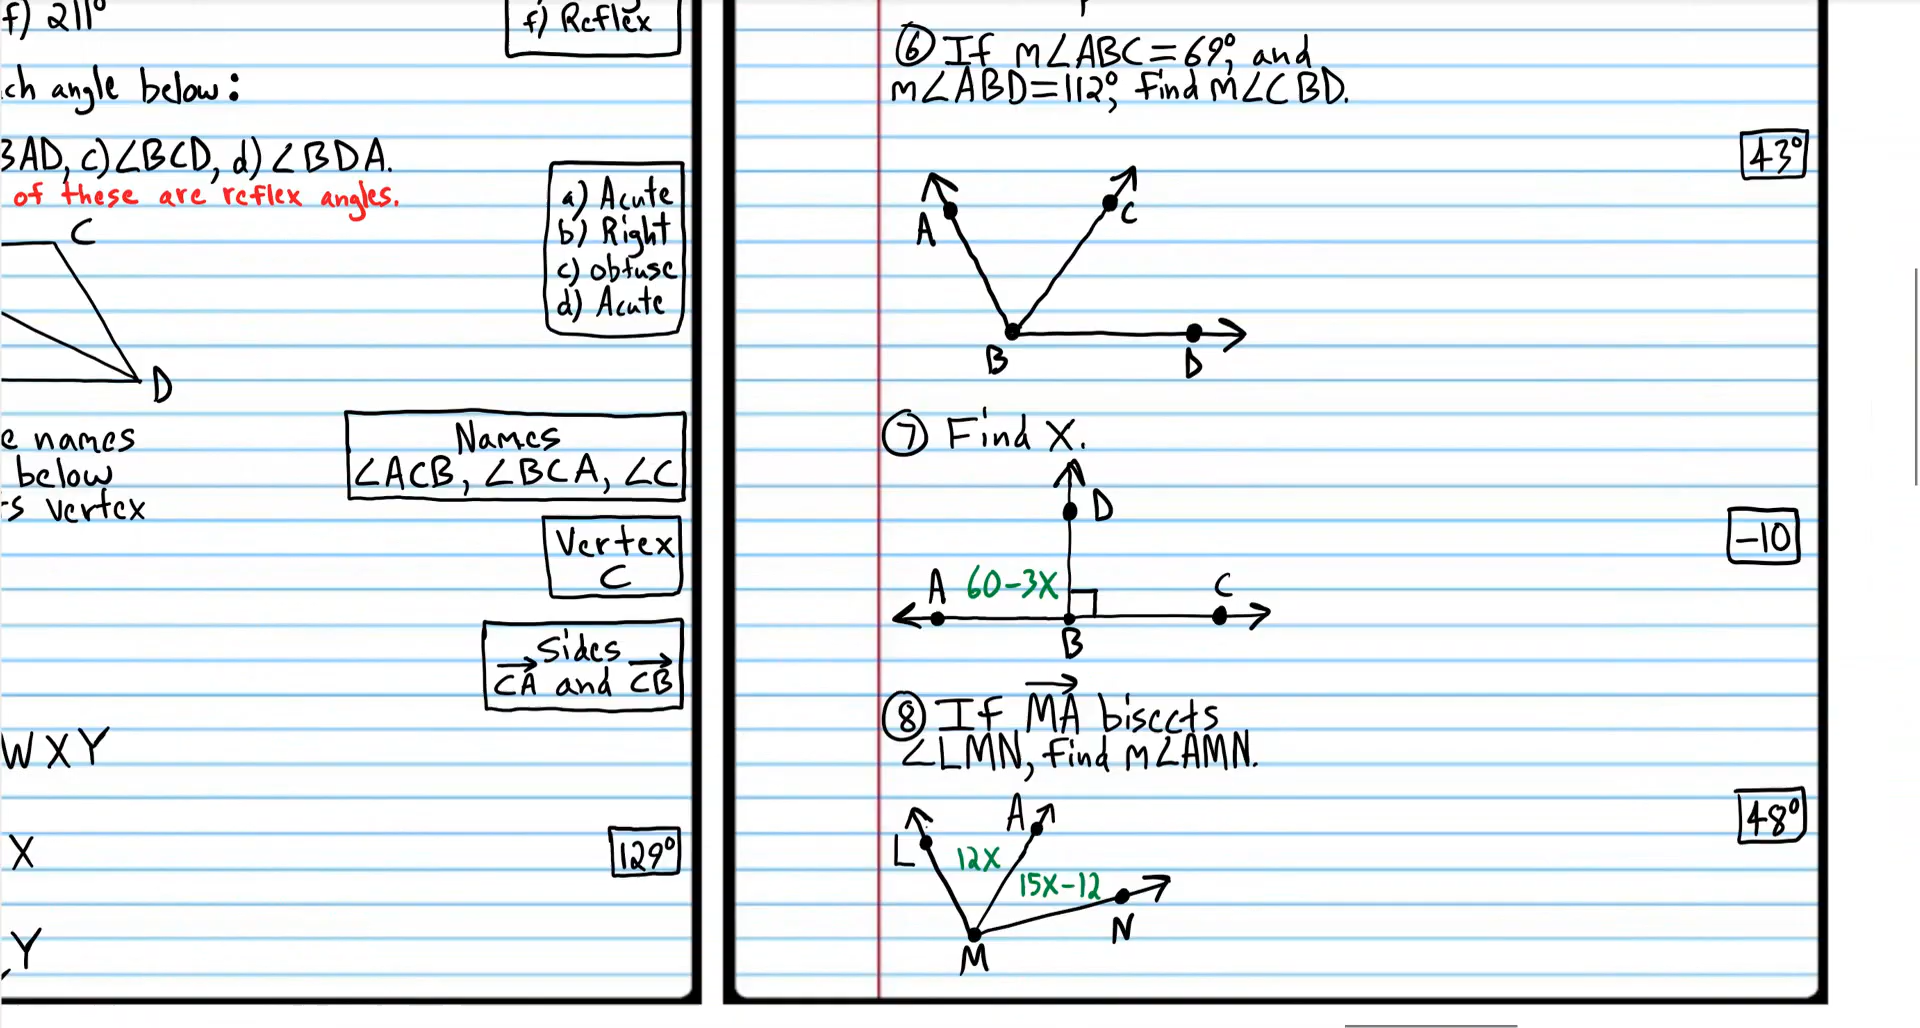 f) 211°
f) Reflex
ch angle below:
BAD, c) ∠BCD, d) ∠BDA.
of these are reflex angles.
a) Acute
b) Right
c) obtuse
d) Acute
C
D
e names
below
s vertex
Names
∠ACB, ∠BCA, ∠C
Vertex
C
Sides
CA and CB
WXY
X
129°
Y
⑥ If m∠ABC=69°, and
m∠ABD=112°, find m∠CBD.
43°
A
C
B
D
⑦ Find X.
D
-10
A 60-3X C
B
⑧ If MA bisects
∠LMN, find m∠AMN.
A
48°
L 12X
15X-12
N
M